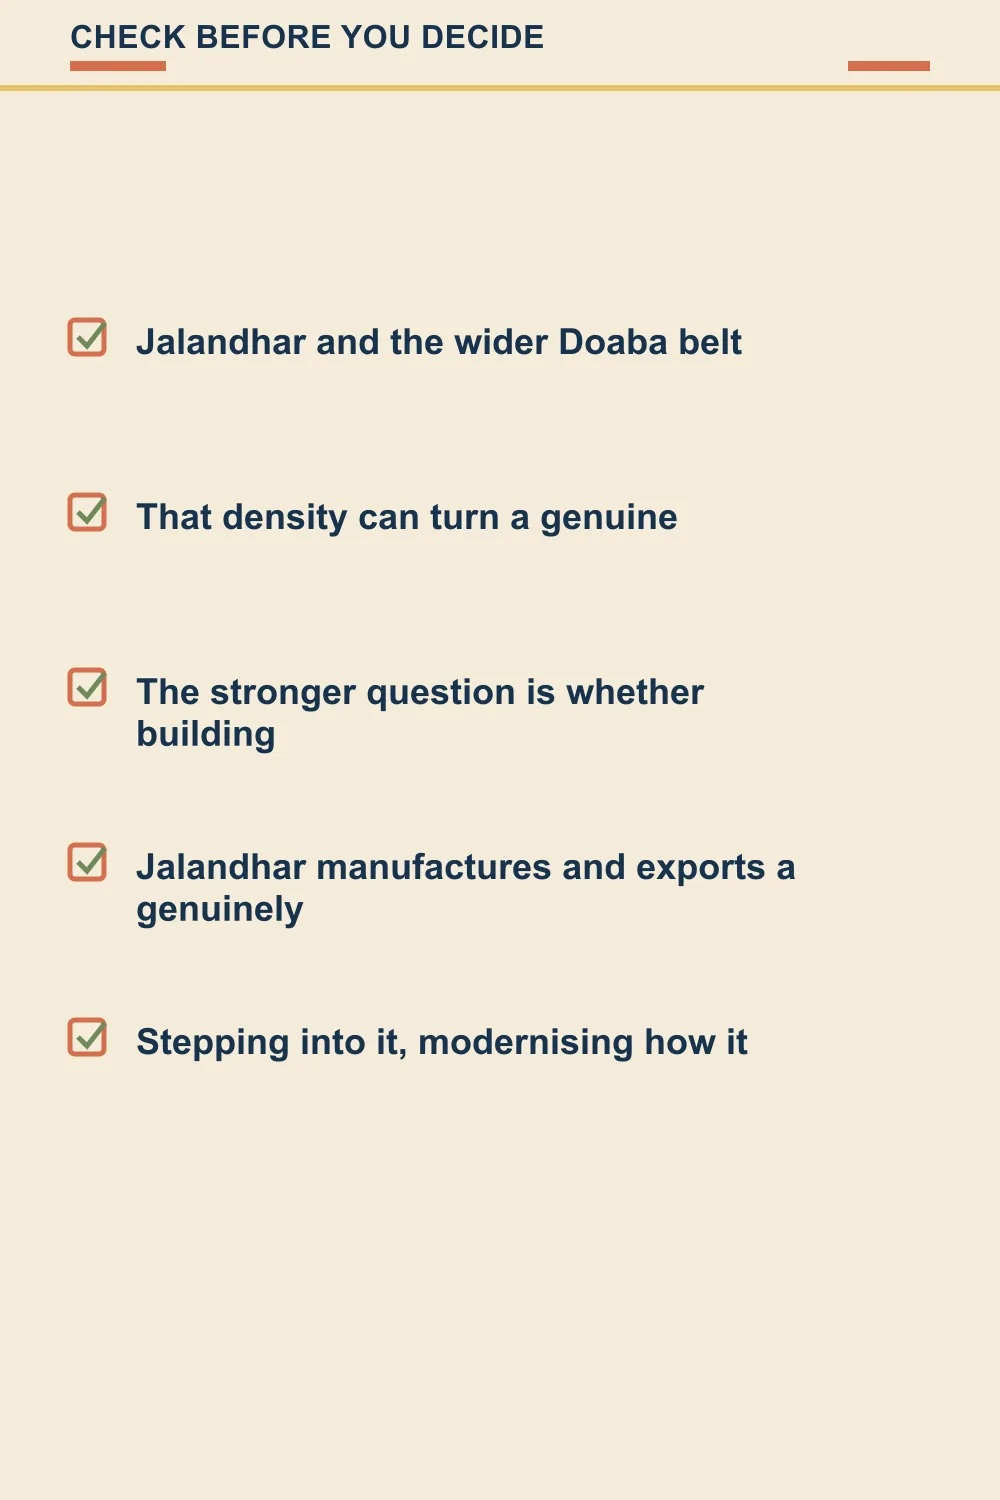 CHECK BEFORE YOU DECIDE
Jalandhar and the wider Doaba belt
That density can turn a genuine
The stronger question is whether
building
Jalandhar manufactures and exports a
genuinely
Stepping into it, modernising how it